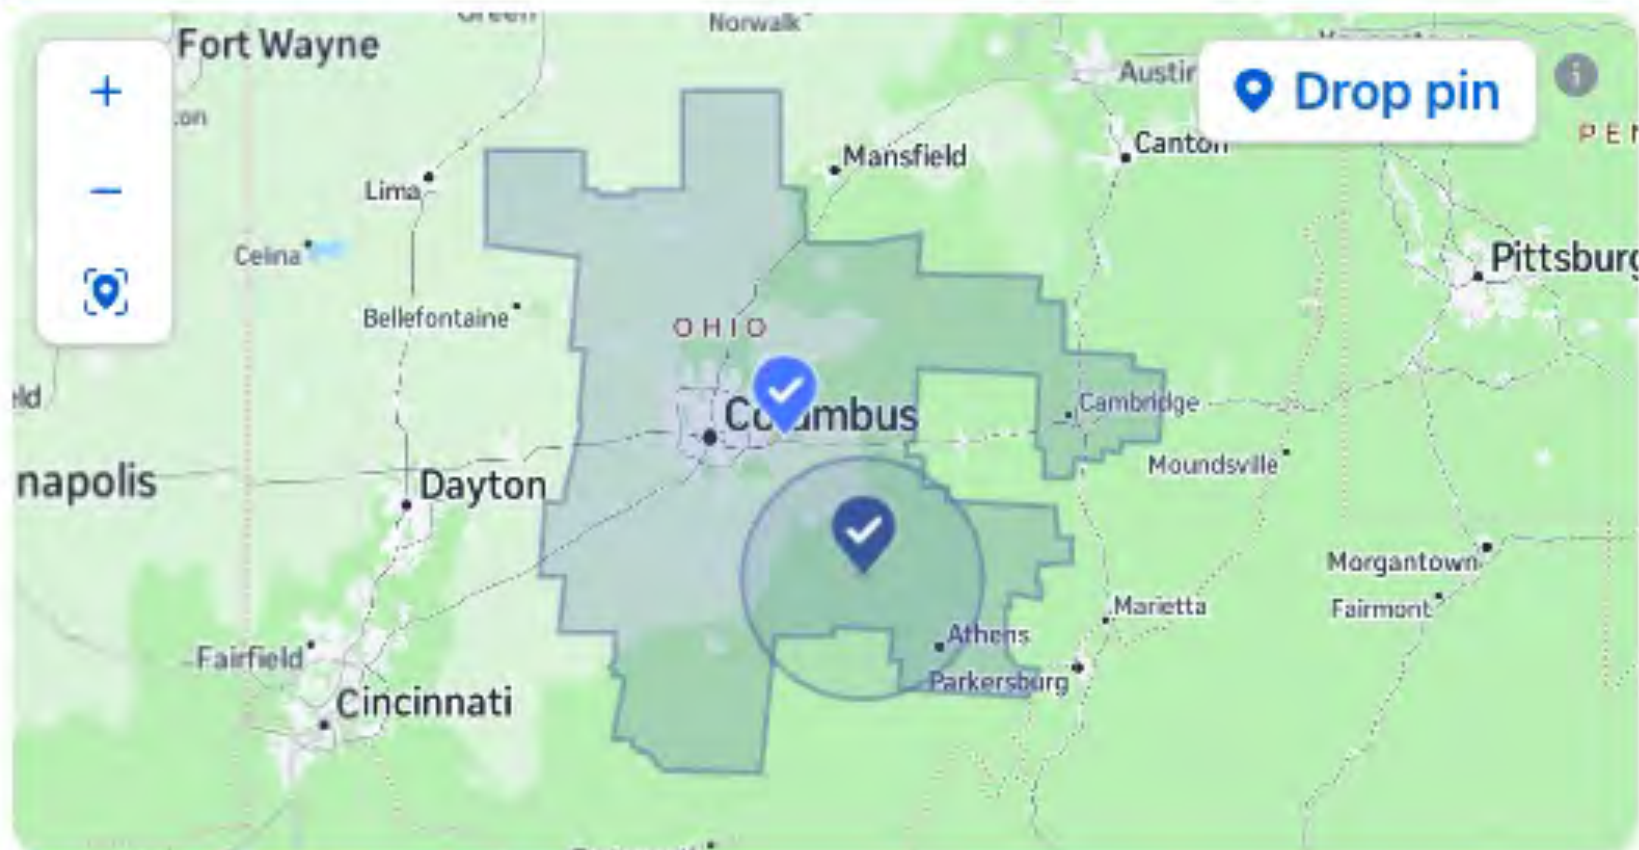 Green
Norwalk
Fort Wayne
Drop pin
Canton
Mansfield
Lima
Celina
Pittsburg
Bellefontaine
OHIO
Columbus
Cambridge
napolis
Dayton
Moundsville
Morgantown
Fairmont
Marietta
Athens
Fairfield
Parkersburg
Cincinnati